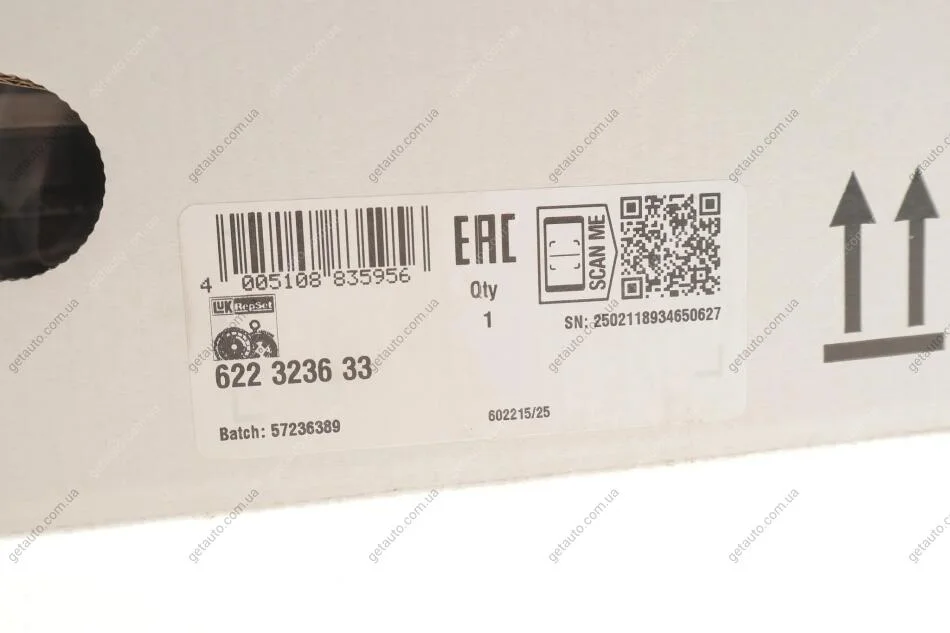 4 005108 835956
EAC
SCAN ME
Qty
1
SN: 2502118934650627
LUK RepSet
622 3236 33
Batch: 57236389
602215/25
getauto.com.ua